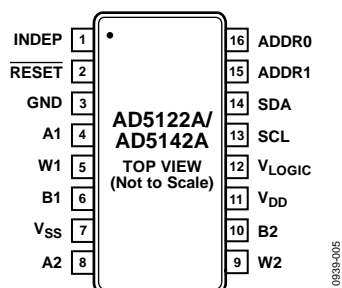 INDEP 1
RESET 2
GND 3
A1 4
W1 5
B1 6
VSS 7
A2 8
AD5122A/
AD5142A
TOP VIEW
(Not to Scale)
16 ADDR0
15 ADDR1
14 SDA
13 SCL
12 VLOGIC
11 VDD
10 B2
9 W2
0939-005